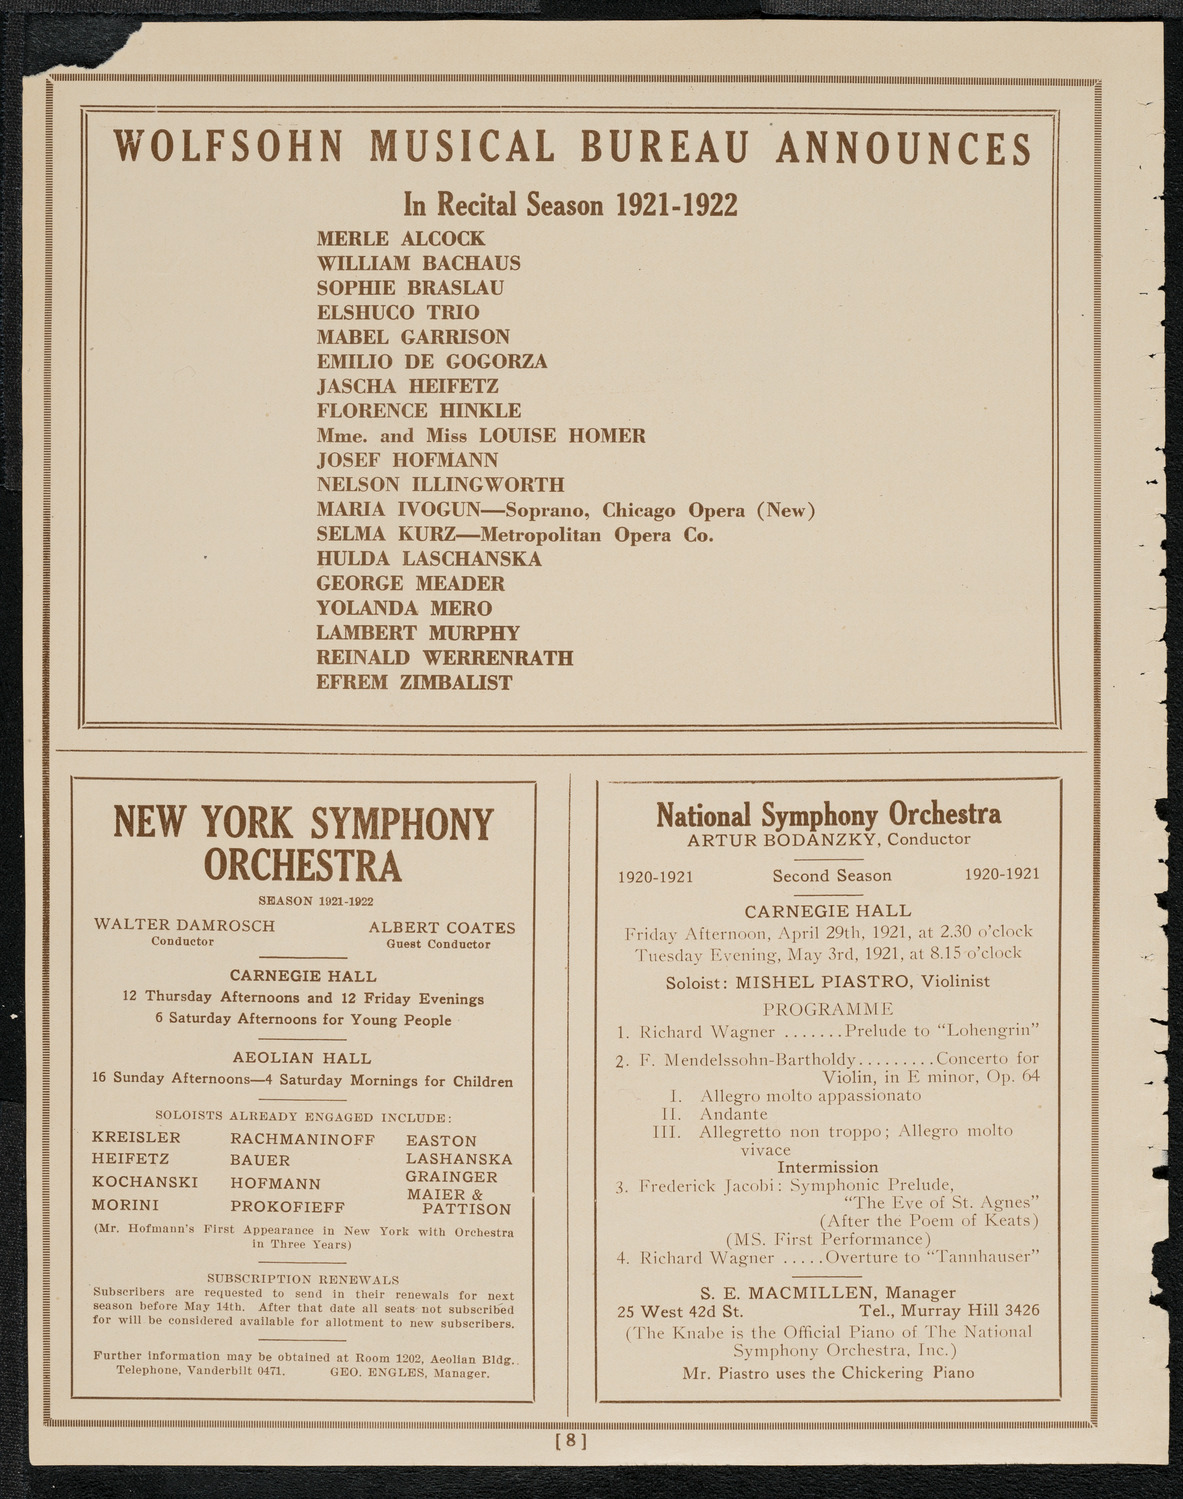 WOLFSOHN MUSICAL BUREAU ANNOUNCES
In Recital Season 1921-1922
MERLE ALCOCK
WILLIAM BACHAUS
SOPHIE BRASLAU
ELSHUCO TRIO
MABEL GARRISON
EMILIO DE GOGORZA
JASCHA HEIFETZ
FLORENCE HINKLE
Mme. and Miss LOUISE HOMER
JOSEF HOFMANN
NELSON ILLINGWORTH
MARIA IVOGUN—Soprano, Chicago Opera (New)
SELMA KURZ—Metropolitan Opera Co.
HULDA LASCHANSKA
GEORGE MEADER
YOLANDA MERO
LAMBERT MURPHY
REINALD WERRENRATH
EFREM ZIMBALIST
NEW YORK SYMPHONY
ORCHESTRA
SEASON 1921-1922
WALTER DAMROSCH ALBERT COATES
Conductor Guest Conductor
CARNEGIE HALL
12 Thursday Afternoons and 12 Friday Evenings
6 Saturday Afternoons for Young People
AEOLIAN HALL
16 Sunday Afternoons—4 Saturday Mornings for Children
SOLOISTS ALREADY ENGAGED INCLUDE:
KREISLER RACHMANINOFF EASTON
HEIFETZ BAUER LASHANSKA
KOCHANSKI HOFMANN GRAINGER
MORINI PROKOFIEFF MAIER &
PATTISON
(Mr. Hofmann's First Appearance in New York with Orchestra
in Three Years)
SUBSCRIPTION RENEWALS
Subscribers are requested to send in their renewals for next
season before May 14th. After that date all seats not subscribed
for will be considered available for allotment to new subscribers.
Further information may be obtained at Room 1202, Aeolian Bldg..
Telephone, Vanderbilt 0471. GEO. ENGLES, Manager.
National Symphony Orchestra
ARTUR BODANZKY, Conductor
1920-1921 Second Season 1920-1921
CARNEGIE HALL
Friday Afternoon, April 29th, 1921, at 2.30 o'clock
Tuesday Evening, May 3rd, 1921, at 8.15 o'clock
Soloist: MISHEL PIASTRO, Violinist
PROGRAMME
1. Richard Wagner .......Prelude to "Lohengrin"
2. F. Mendelssohn-Bartholdy.........Concerto for
Violin, in E minor, Op. 64
I. Allegro molto appassionato
II. Andante
III. Allegretto non troppo; Allegro molto
vivace
Intermission
3. Frederick Jacobi: Symphonic Prelude,
"The Eve of St. Agnes"
(After the Poem of Keats)
(MS. First Performance)
4. Richard Wagner .....Overture to "Tannhauser"
S. E. MACMILLEN, Manager
25 West 42d St. Tel., Murray Hill 3426
(The Knabe is the Official Piano of The National
Symphony Orchestra, Inc.)
Mr. Piastro uses the Chickering Piano
[ 8 ]